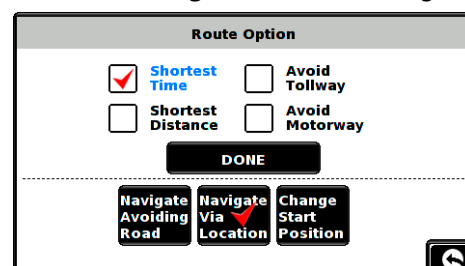 Route Option
Shortest Time
Avoid Tollway
Shortest Distance
Avoid Motorway
DONE
Navigate Avoiding Road
Navigate Via Location
Change Start Position